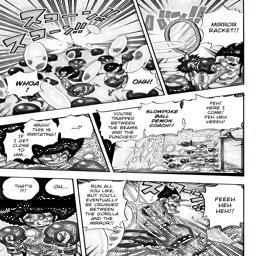 MIRROR
RACKET!!
WHOA
OHH!
FEH!
HERE I
COME!
FEH HEH
HEEEH!
SLOWPOKE
BALL
DEMON
COACH!!
YOU'RE
TRAPPED
BETWEEN
THE BEAMS
AND THE
PUNCHES!!
...!!
ARGH!
THIS IS
IRRITATING!
IF I GET
CLOSE TO
HIM...
FEEEH
HEH
HEH!!
RUN ALL
YOU LIKE,
BUT YOU'LL
EVENTUALLY
BE CRUSHED
BETWEEN
THE GORILLA
AND THE
MIRROR!!
OH...
THAT'S
IT!